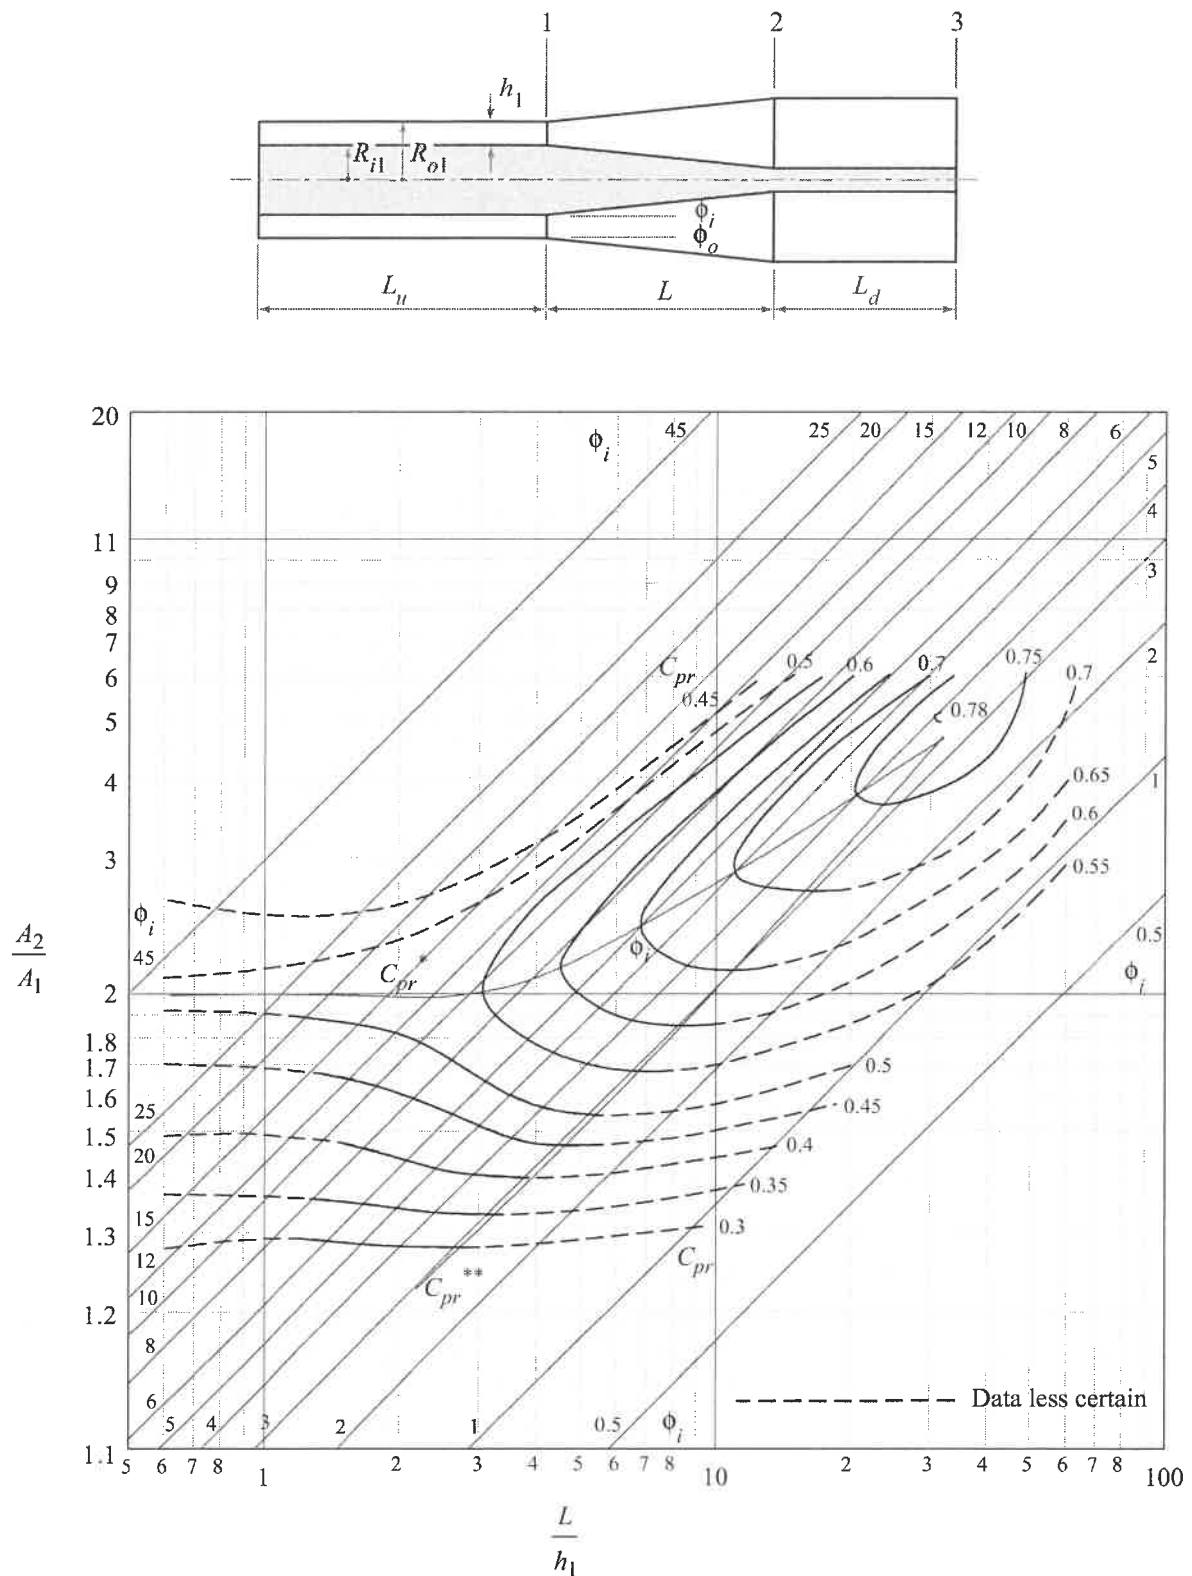 1 2 3
h1
Ri1 Ro1
ϕi
ϕo
Lu L Ld
20 ϕi 45 25 20 15 12 10 8 6
5
4
11
3
9
8
7
2
6 Cpr 0.45 0.5 0.6 0.7 0.75 0.7
5 0.78
4 0.65 1
0.6
3 0.55
ϕi
45 Cpr* ϕi 0.5
A2/A1
2 ϕi
1.8
1.7 0.5
1.6 0.45
25
1.5 0.4
20
1.4 0.35
15
1.3 0.3
12 Cpr** Cpr
10
1.2
8
6 Data less certain
5 4 3 2 1 0.5 ϕi
1.1
5 6 7 8 1 2 3 4 5 6 7 8 10 2 3 4 5 6 7 8 100
L/h1